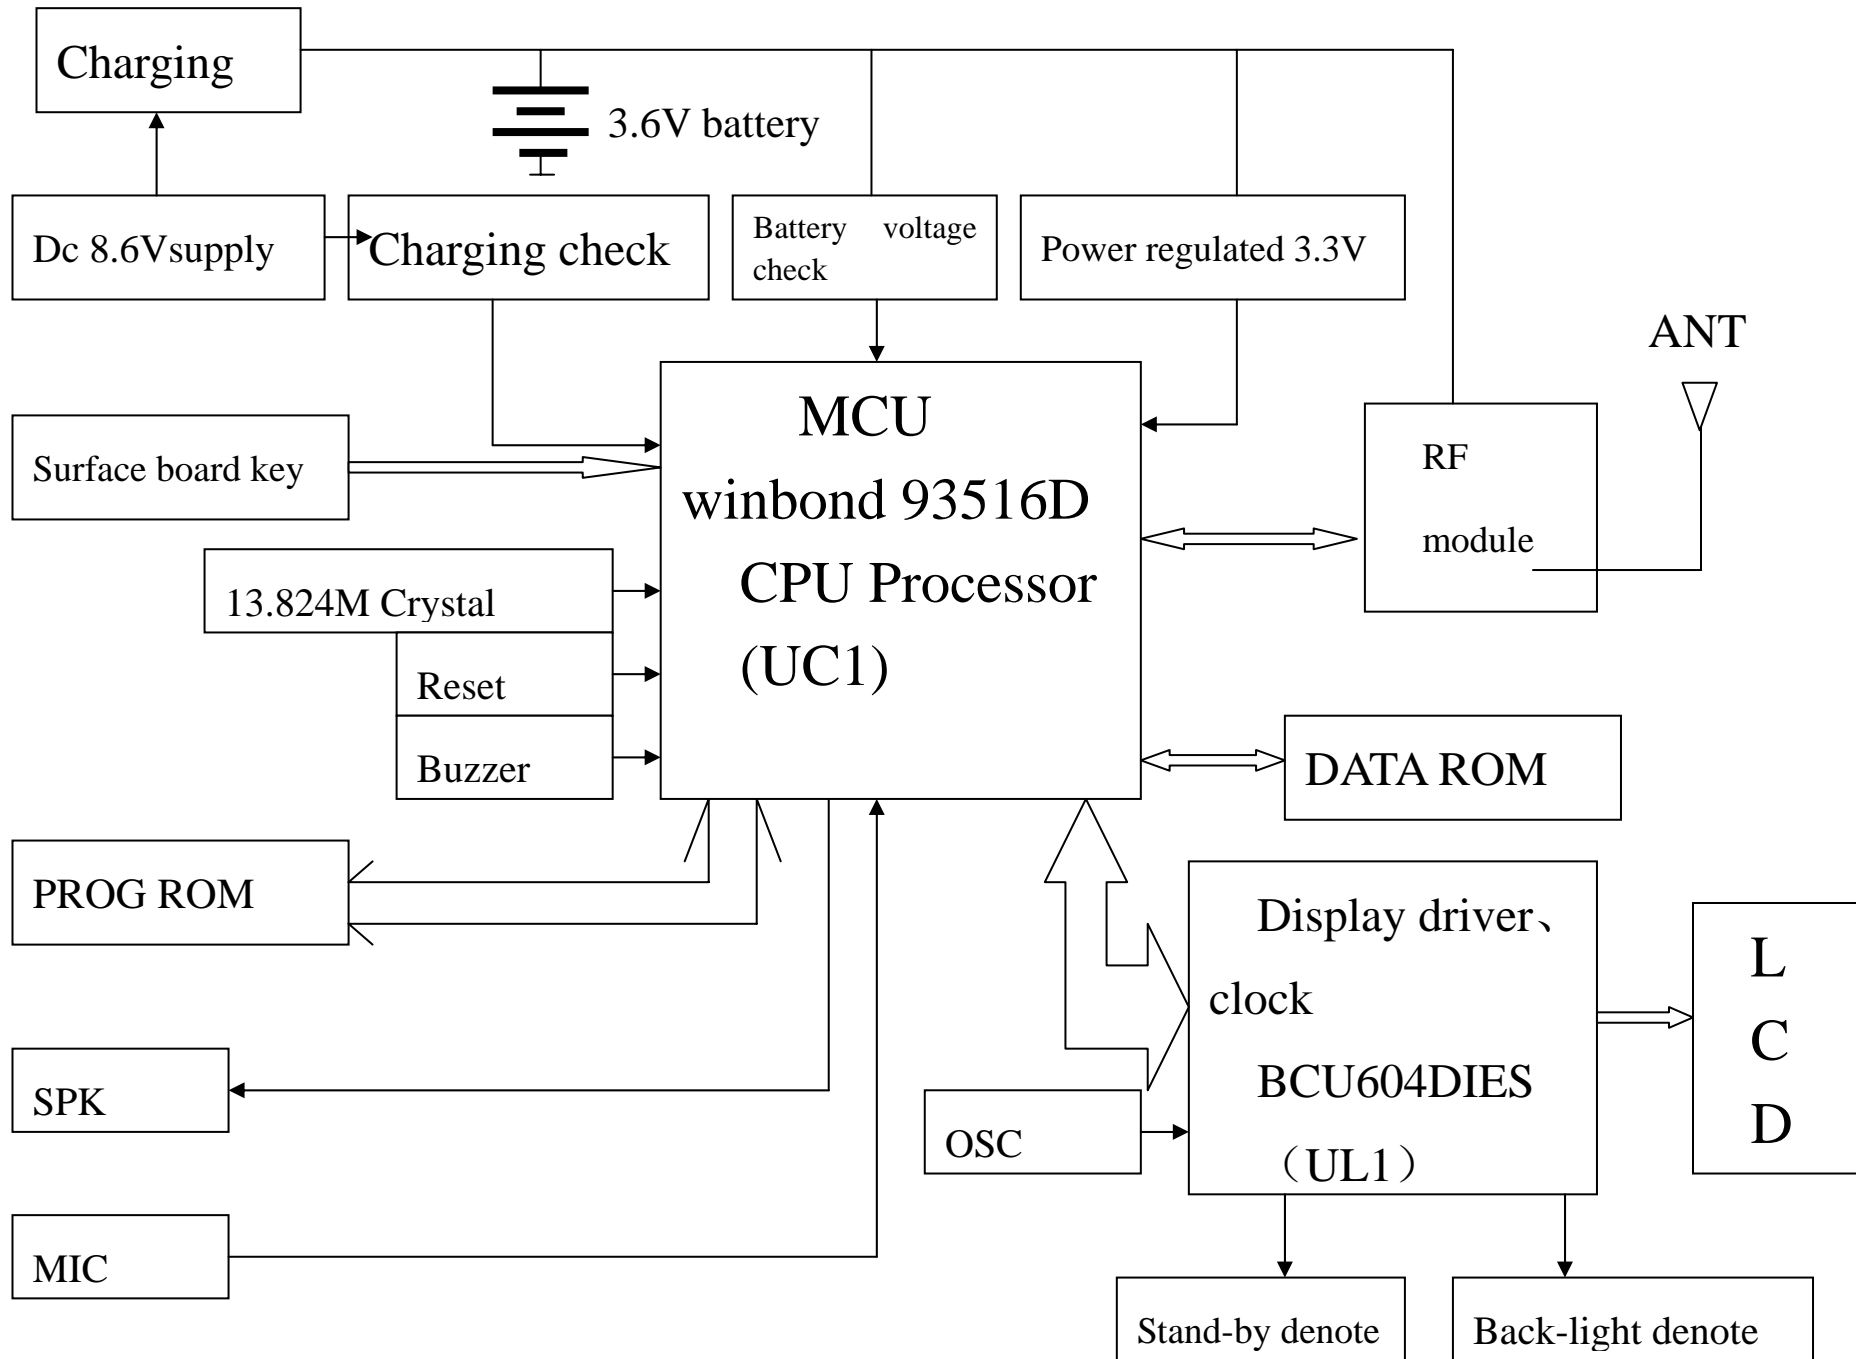 Charging
3.6V battery
Dc 8.6Vsupply
Charging check
Battery voltage
check
Power regulated 3.3V
ANT
MCU
winbond 93516D
CPU Processor
(UC1)
Surface board key
RF
module
13.824M Crystal
Reset
Buzzer
DATA ROM
PROG ROM
Display driver、
clock
BCU604DIES
（UL1）
L
C
D
SPK
OSC
MIC
Stand-by denote
Back-light denote